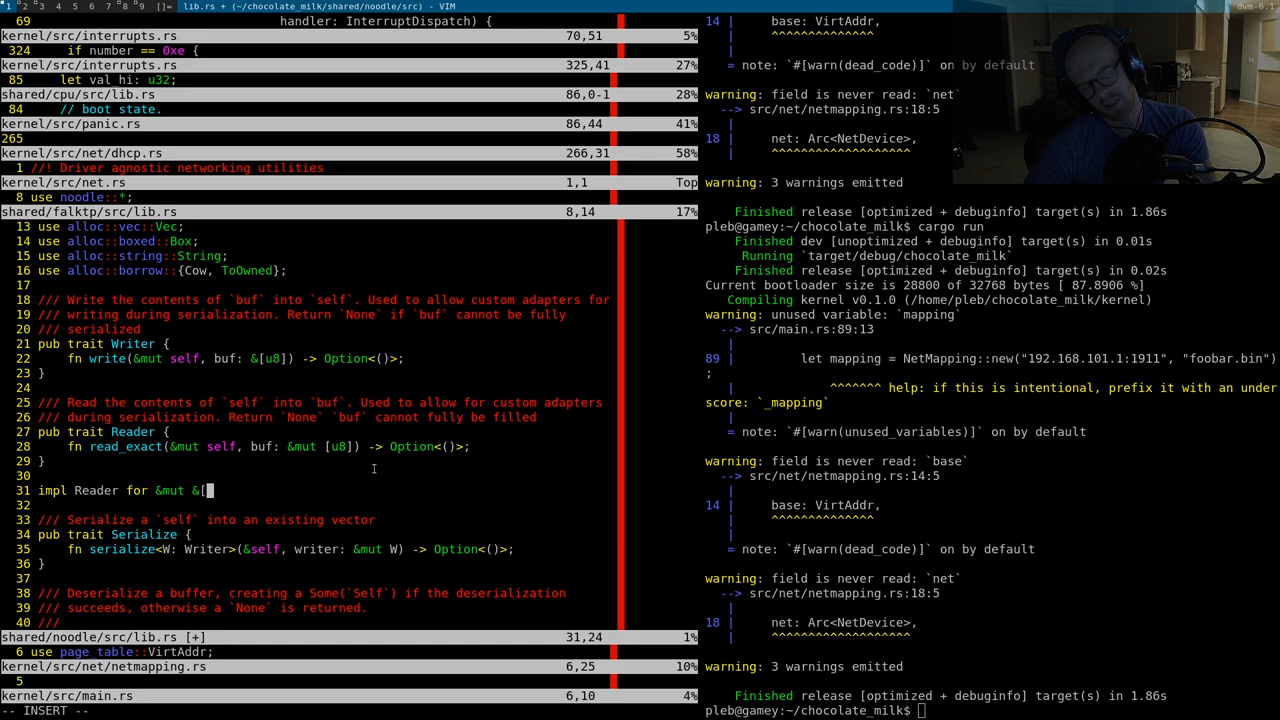 1 2 3 4 5 6 7 8 9 []= lib.rs + (~/chocolate_milk/shared/noodle/src) - VIM dwm-6.1
69 handler: InterruptDispatch) {
kernel/src/interrupts.rs 70,51 5%
324 if number == 0xe {
kernel/src/interrupts.rs 325,41 27%
85 let val_hi: u32;
shared/cpu/src/lib.rs 86,0-1 28%
84 // boot state.
kernel/src/panic.rs 86,44 41%
265
kernel/src/net/dhcp.rs 266,31 58%
1 //! Driver agnostic networking utilities
kernel/src/net.rs 1,1 Top
8 use noodle::*;
shared/falktp/src/lib.rs 8,14 17%
13 use alloc::vec::Vec;
14 use alloc::boxed::Box;
15 use alloc::string::String;
16 use alloc::borrow::{Cow, ToOwned};
17
18 /// Write the contents of `buf` into `self`. Used to allow custom adapters for
19 /// writing during serialization. Return `None` if `buf` cannot be fully
20 /// serialized
21 pub trait Writer {
22 fn write(&mut self, buf: &[u8]) -> Option<()>;
23 }
24
25 /// Read the contents of `self` into `buf`. Used to allow for custom adapters
26 /// during serialization. Return `None` `buf` cannot fully be filled
27 pub trait Reader {
28 fn read_exact(&mut self, buf: &mut [u8]) -> Option<()>;
29 }
30
31 impl Reader for &mut &[
32
33 /// Serialize a `self` into an existing vector
34 pub trait Serialize {
35 fn serialize<W: Writer>(&self, writer: &mut W) -> Option<()>;
36 }
37
38 /// Deserialize a buffer, creating a Some(`Self`) if the deserialization
39 /// succeeds, otherwise a `None` is returned.
40 ///
shared/noodle/src/lib.rs [+] 31,24 1%
6 use page_table::VirtAddr;
kernel/src/net/netmapping.rs 6,25 10%
5
kernel/src/main.rs 6,10 4%
-- INSERT --
14 | base: VirtAddr,
| ^^^^^^^^^^^^^^
|
= note: `#[warn(dead_code)]` on by default
warning: field is never read: `net`
--> src/net/netmapping.rs:18:5
|
18 | net: Arc<NetDevice>,
| ^^^^^^^^^^^^^^^^^^^
warning: 3 warnings emitted
Finished release [optimized + debuginfo] target(s) in 1.86s
pleb@gamey:~/chocolate_milk$ cargo run
Finished dev [unoptimized + debuginfo] target(s) in 0.01s
Running `target/debug/chocolate_milk`
Finished release [optimized + debuginfo] target(s) in 0.02s
Current bootloader size is 28800 of 32768 bytes [ 87.8906 %]
Compiling kernel v0.1.0 (/home/pleb/chocolate_milk/kernel)
warning: unused variable: `mapping`
--> src/main.rs:89:13
|
89 | let mapping = NetMapping::new("192.168.101.1:1911", "foobar.bin")
;
| ^^^^^^^ help: if this is intentional, prefix it with an under
score: `_mapping`
|
= note: `#[warn(unused_variables)]` on by default
warning: field is never read: `base`
--> src/net/netmapping.rs:14:5
|
14 | base: VirtAddr,
| ^^^^^^^^^^^^^^
|
= note: `#[warn(dead_code)]` on by default
warning: field is never read: `net`
--> src/net/netmapping.rs:18:5
|
18 | net: Arc<NetDevice>,
| ^^^^^^^^^^^^^^^^^^^
warning: 3 warnings emitted
Finished release [optimized + debuginfo] target(s) in 1.86s
pleb@gamey:~/chocolate_milk$